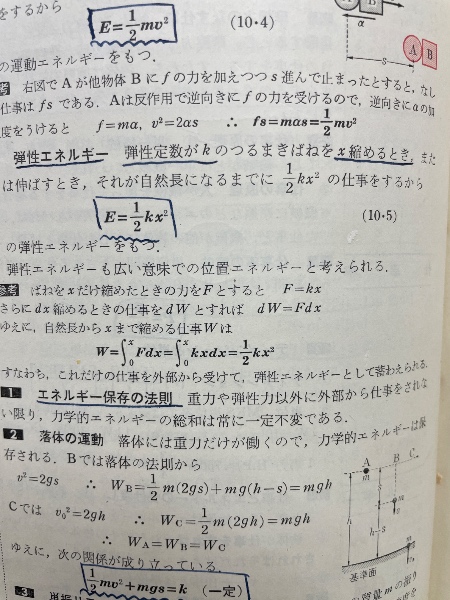 をするから
E=1/2mv² (10・4)
の運動エネルギーをもつ.
考 右図でAが他物体Bにfの力を加えつつs進んで止まったとすると,なし
仕事はfsである. Aは反作用で逆向きにfの力を受けるので,逆向きにαの加
度をうけると f=mα, v²=2αs ∴ fs=mαs=1/2mv²
弾性エネルギー 弾性定数がkのつるまきばねをx縮めるとき,また
は伸ばすとき,それが自然長になるまでに 1/2kx² の仕事をするから
E=1/2kx² (10・5)
の弾性エネルギーをもつ.
弾性エネルギーも広い意味での位置エネルギーと考えられる.
参考 ばねをxだけ縮めたときの力をFとすると F=kx
さらにdx縮めるときの仕事をdWとすれば dW=Fdx
ゆえに,自然長からxまで縮める仕事Wは
W=∫₀ˣFdx=∫₀ˣkxdx=1/2kx²
すなわち,これだけの仕事を外部から受けて,弾性エネルギーとして蓄わえられる.
1 エネルギー保存の法則 重力や弾性力以外に外部から仕事をされな
い限り,力学的エネルギーの総和は常に一定不変である.
2 落体の運動 落体には重力だけが働くので,力学的エネルギーは保
存される. Bでは落体の法則から
v²=2gs ∴ W_B=1/2m(2gs)+mg(h−s)=mgh
Cでは v₀²=2gh ∴ W_C=1/2m(2gh)=mgh
∴ W_A=W_B=W_C
ゆえに,次の関係が成り立っている.
1/2mv²+mgs=k (一定)
3
B
α
s
A B
A B C
m
s
h
h−s
m
基準面
質量mの振り